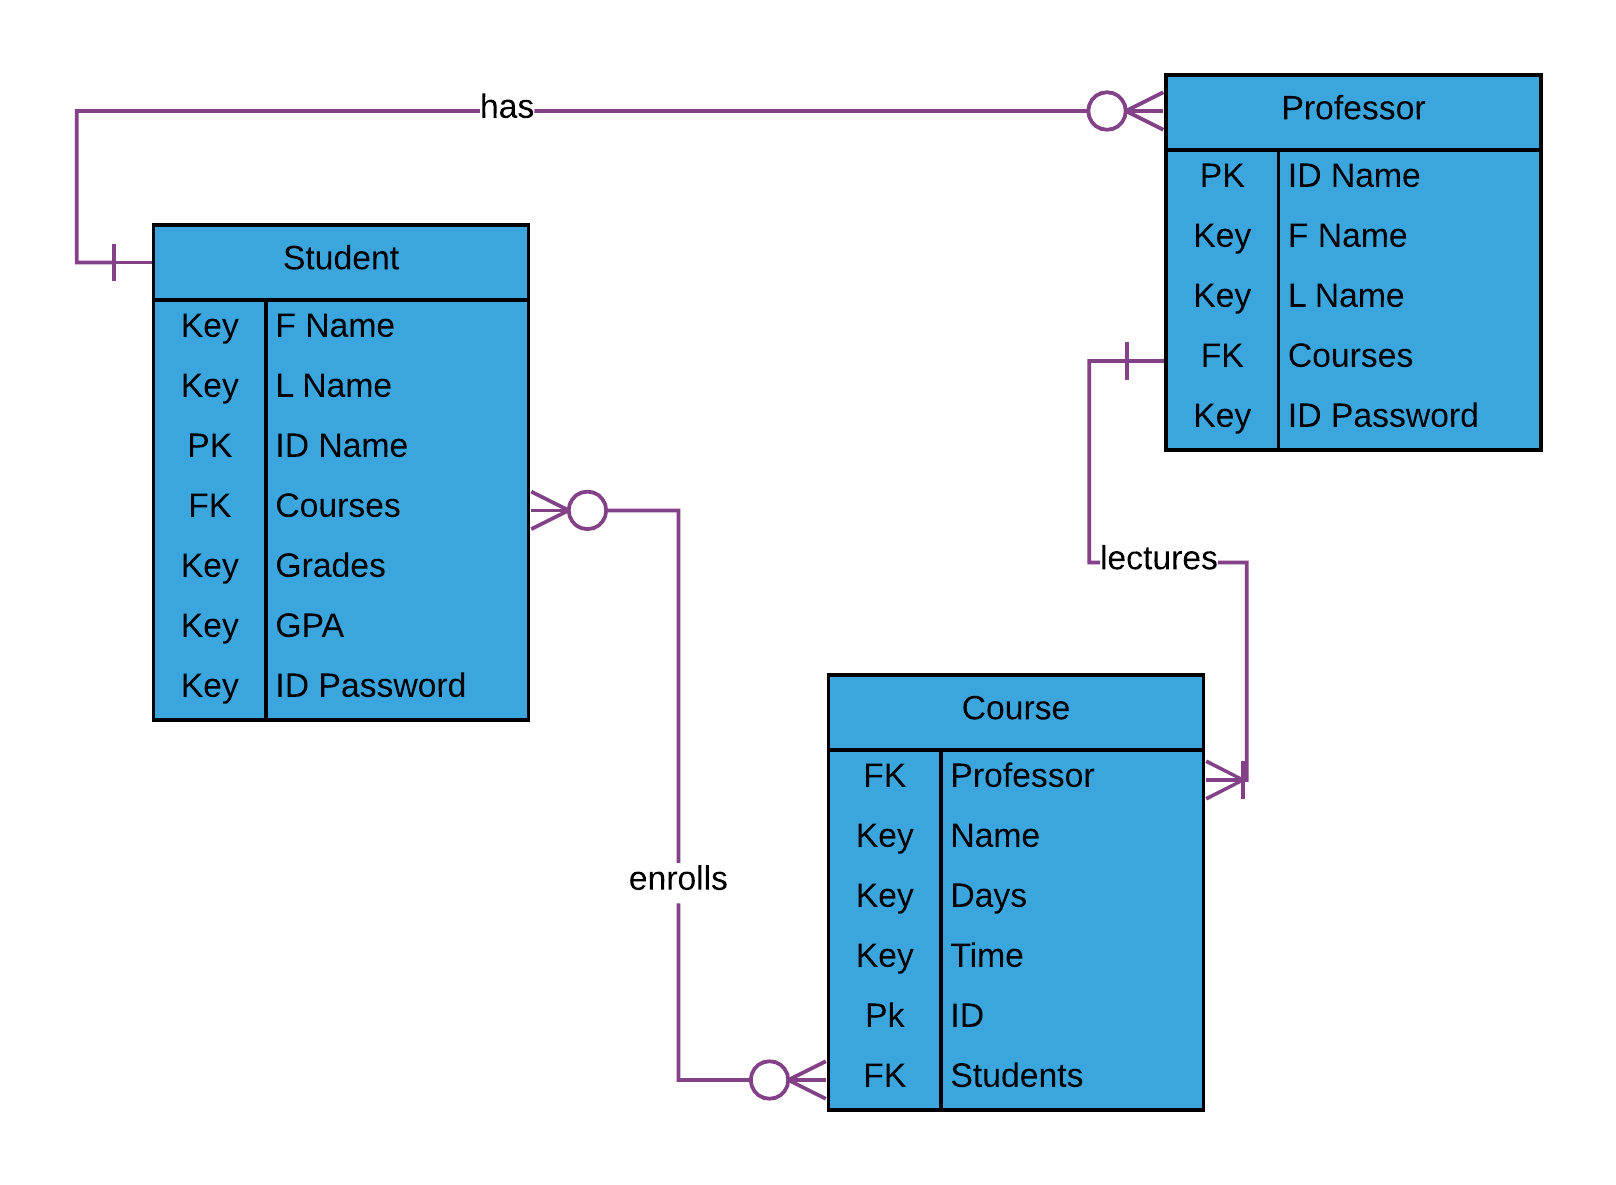 has
Professor
PK ID Name
Key F Name
Key L Name
FK Courses
Key ID Password
Student
Key F Name
Key L Name
PK ID Name
FK Courses
Key Grades
Key GPA
Key ID Password
lectures
enrolls
Course
FK Professor
Key Name
Key Days
Key Time
Pk ID
FK Students